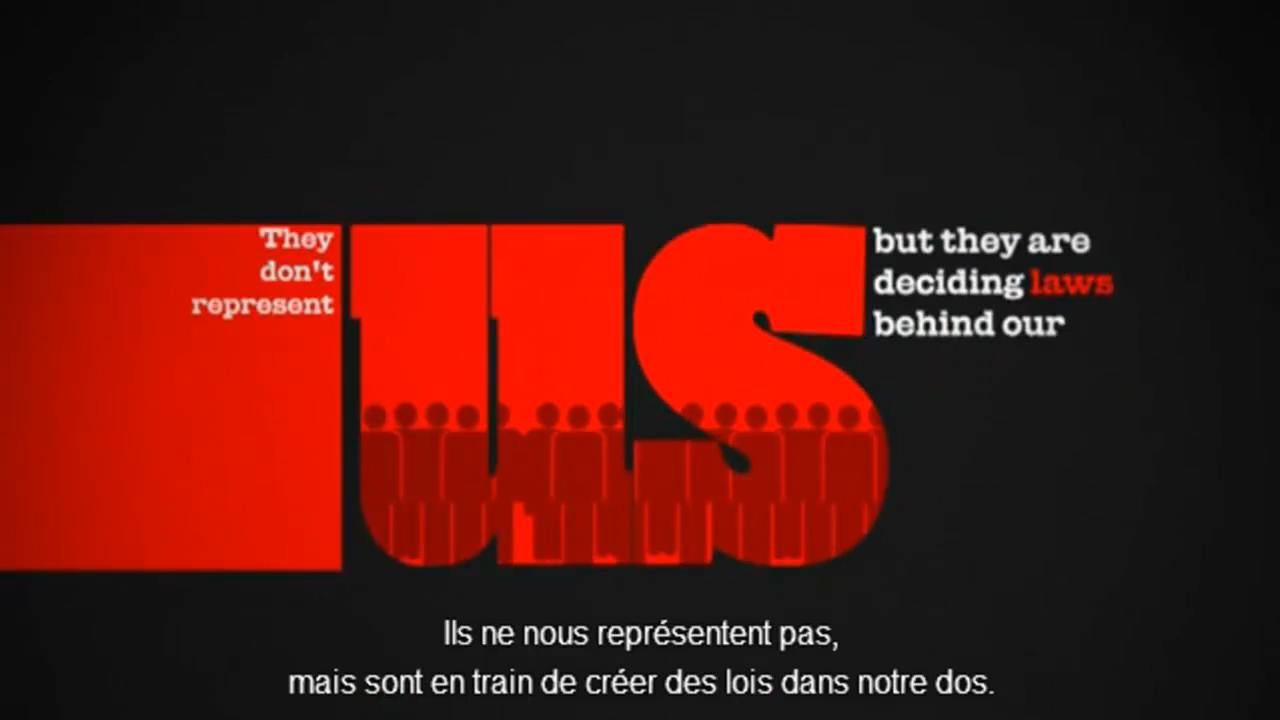 They
don't
represent
us
but they are
deciding laws
behind our
Ils ne nous représentent pas,
mais sont en train de créer des lois dans notre dos.